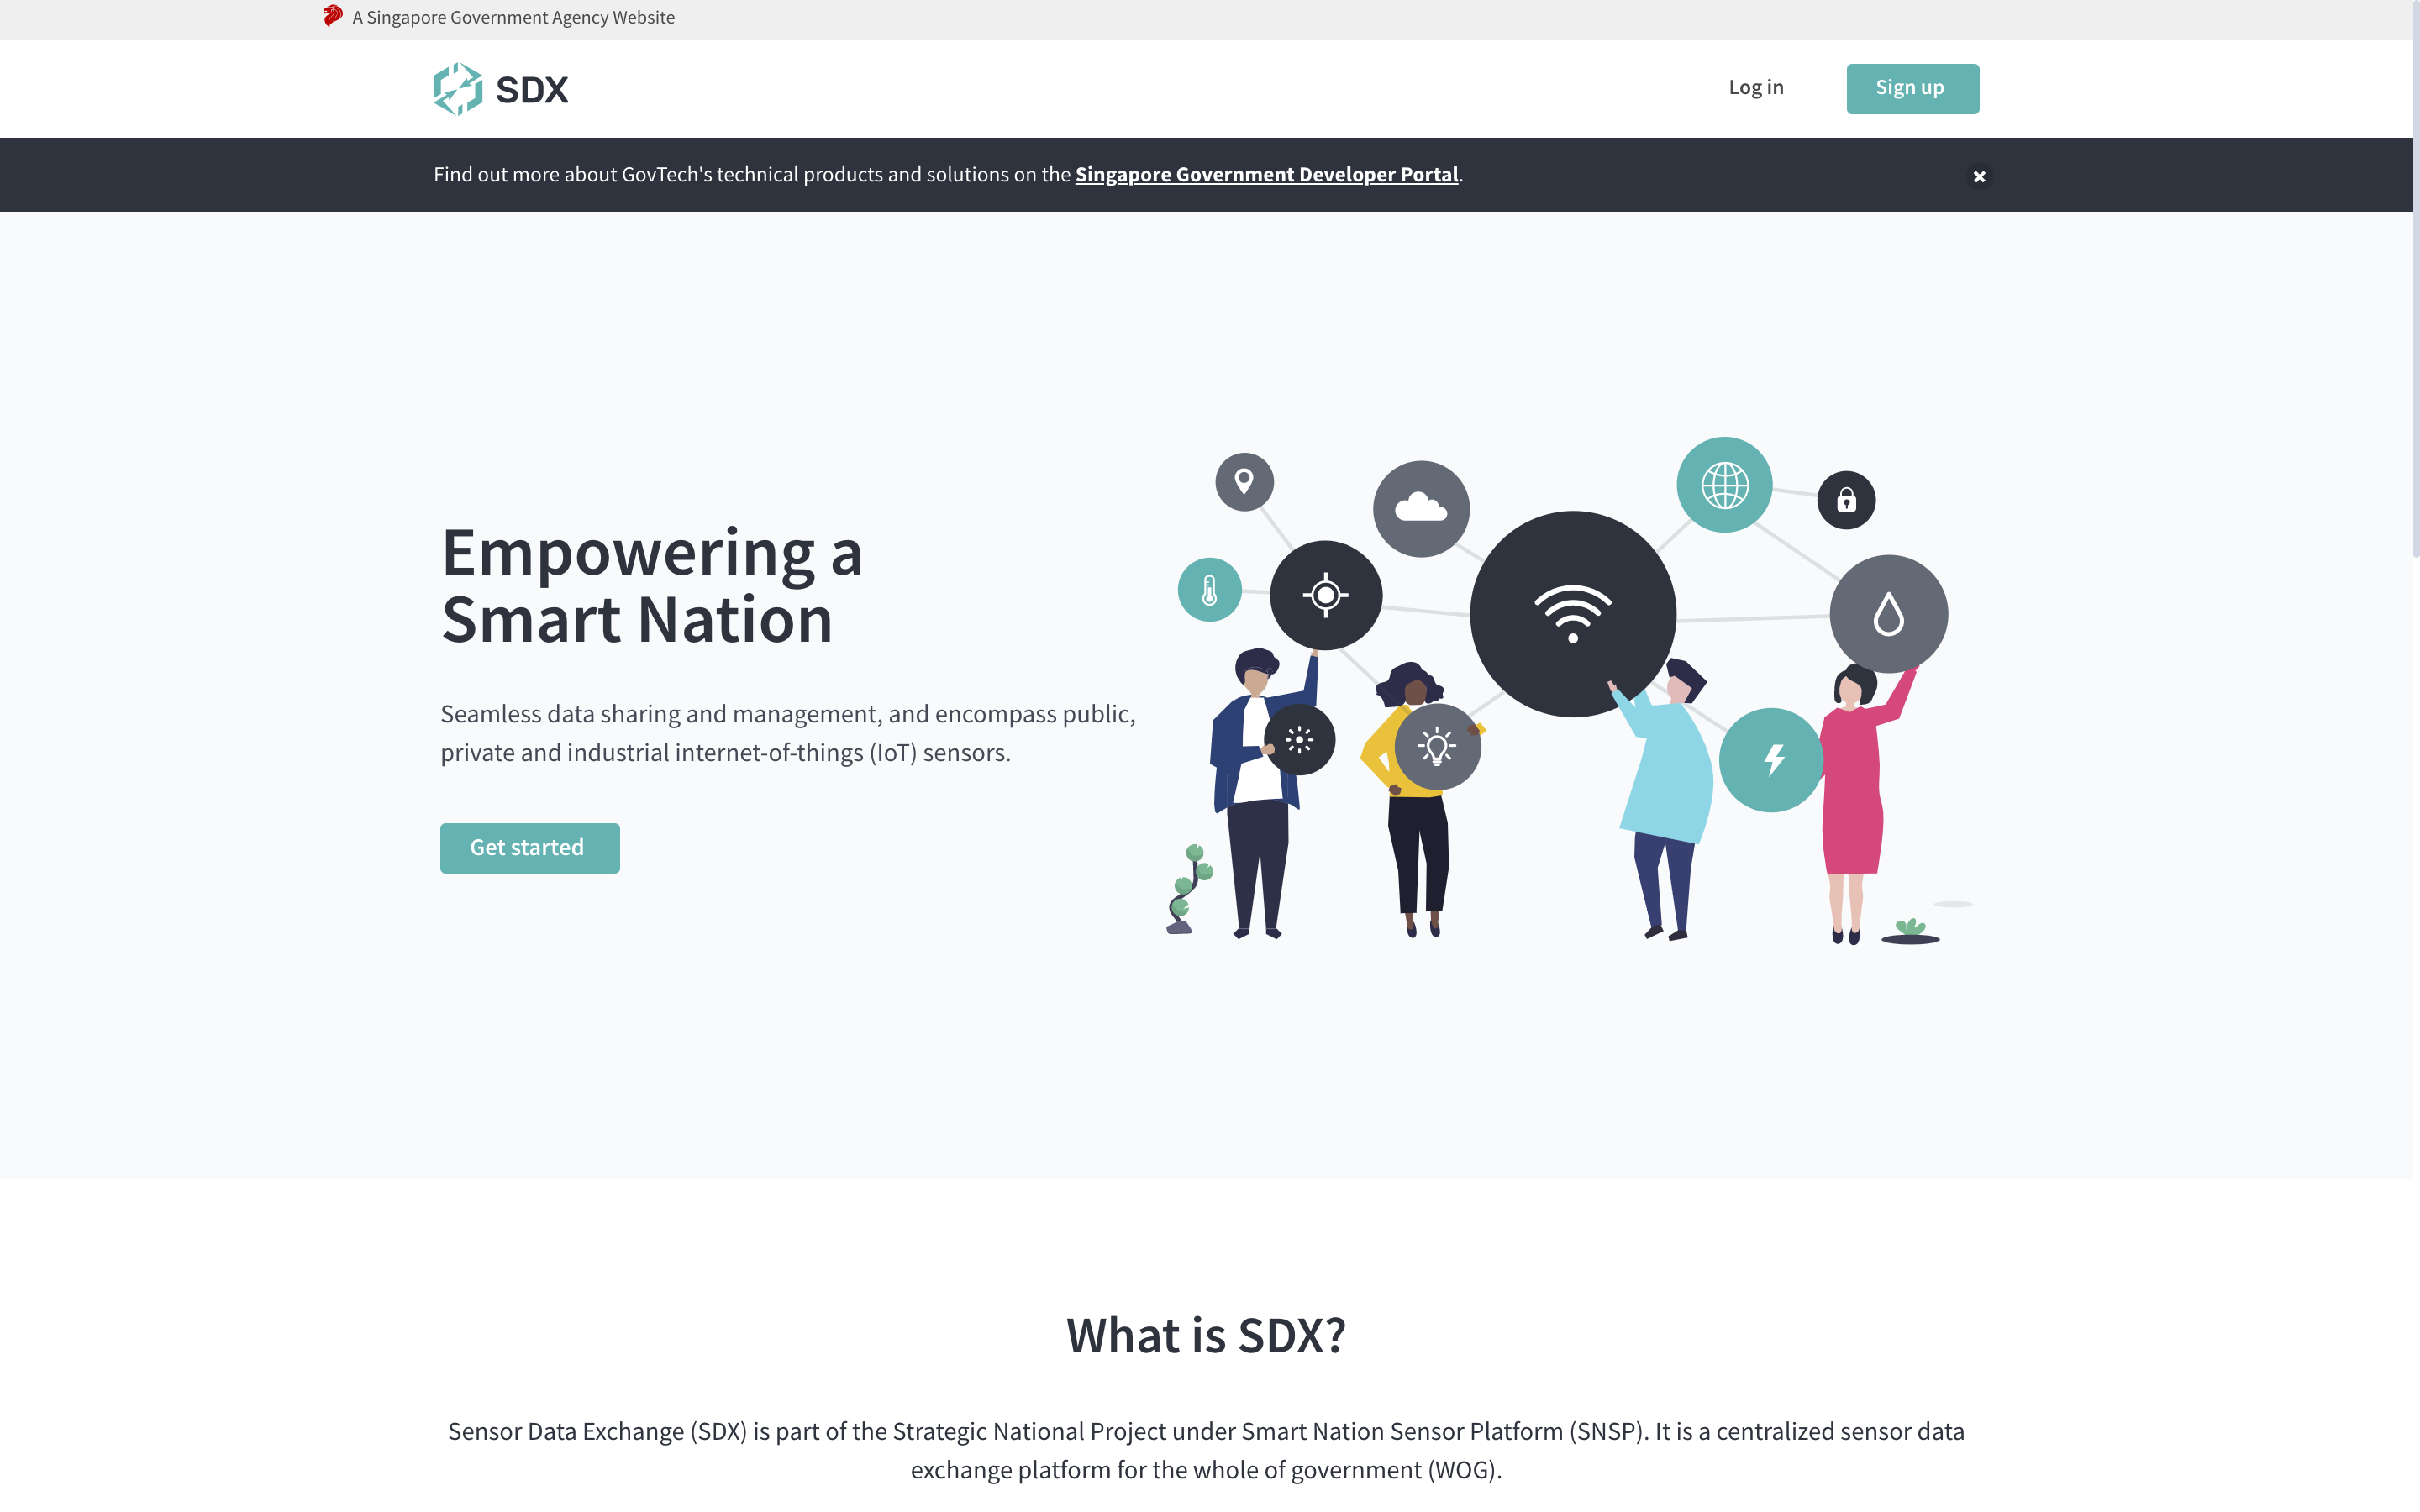 A Singapore Government Agency Website
SDX
Log in
Sign up
Find out more about GovTech's technical products and solutions on the Singapore Government Developer Portal.
Empowering a
Smart Nation
Seamless data sharing and management, and encompass public,
private and industrial internet-of-things (IoT) sensors.
Get started
What is SDX?
Sensor Data Exchange (SDX) is part of the Strategic National Project under Smart Nation Sensor Platform (SNSP). It is a centralized sensor data
exchange platform for the whole of government (WOG).